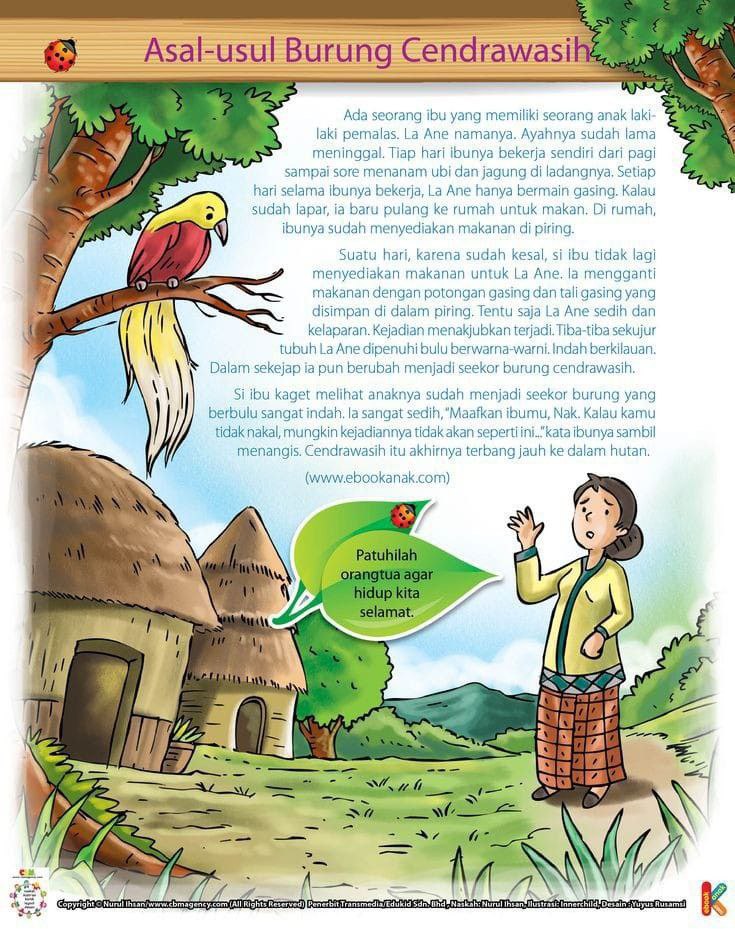 Asal-usul Burung Cendrawasih
Ada seorang ibu yang memiliki seorang anak laki-
laki pemalas. La Ane namanya. Ayahnya sudah lama
meninggal. Tiap hari ibunya bekerja sendiri dari pagi
sampai sore menanam ubi dan jagung di ladangnya. Setiap
hari selama ibunya bekerja, La Ane hanya bermain gasing. Kalau
sudah lapar, ia baru pulang ke rumah untuk makan. Di rumah,
ibunya sudah menyediakan makanan di piring.
Suatu hari, karena sudah kesal, si ibu tidak lagi
menyediakan makanan untuk La Ane. Ia mengganti
makanan dengan potongan gasing dan tali gasing yang
disimpan di dalam piring. Tentu saja La Ane sedih dan
kelaparan. Kejadian menakjubkan terjadi. Tiba-tiba sekujur
tubuh La Ane dipenuhi bulu berwarna-warni. Indah berkilauan.
Dalam sekejap ia pun berubah menjadi seekor burung cendrawasih.
Si ibu kaget melihat anaknya sudah menjadi seekor burung yang
berbulu sangat indah. Ia sangat sedih, “Maafkan ibumu, Nak. Kalau kamu
tidak nakal, mungkin kejadiannya tidak akan seperti ini...” kata ibunya sambil
menangis. Cendrawasih itu akhirnya terbang jauh ke dalam hutan.
(www.ebookanak.com)
Patuhilah
orangtua agar
hidup kita
selamat.
Copyright © Nurul Ihsan/www.cbmagency.com (All Rights Reserved) Penerbit Transmedia/Edukid Sdn. Bhd., Naskah: Nurul Ihsan, Ilustrasi: Innerchild, Desain : Yuyus Rusamsi
ebook
anak